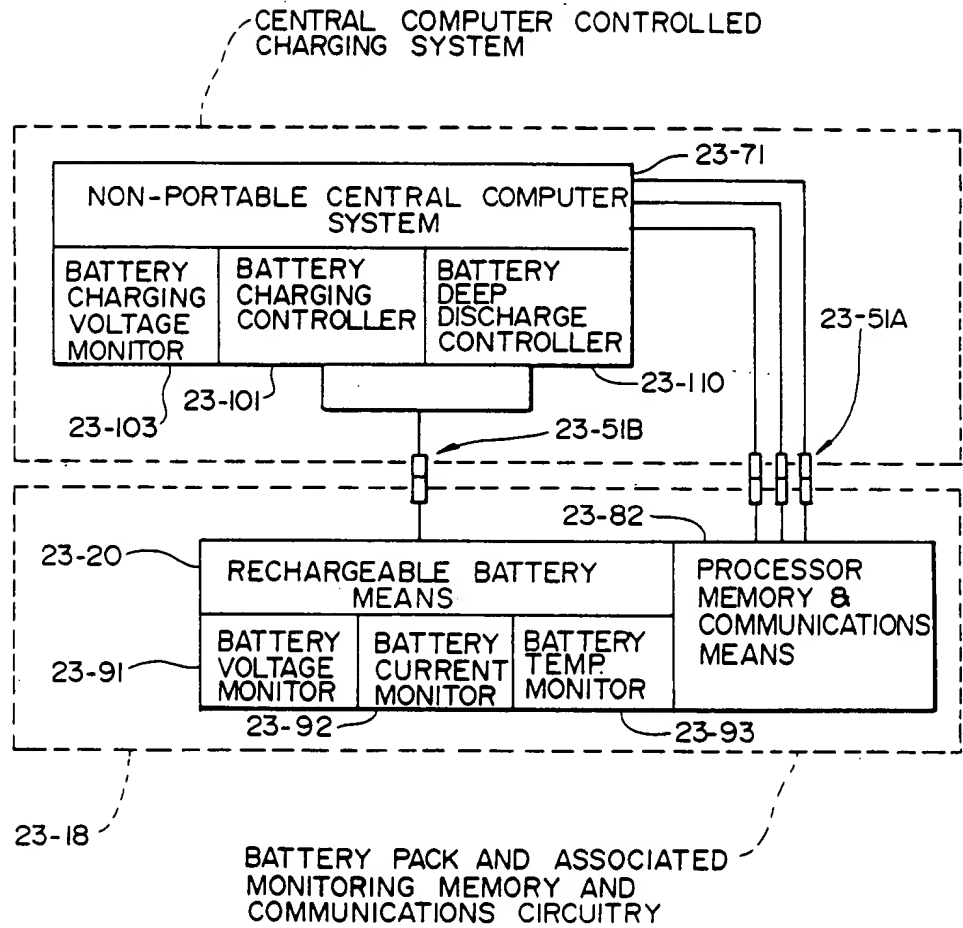 CENTRAL COMPUTER CONTROLLED
CHARGING SYSTEM
23-71
NON-PORTABLE CENTRAL COMPUTER
SYSTEM
BATTERY
CHARGING
VOLTAGE
MONITOR
BATTERY
CHARGING
CONTROLLER
BATTERY
DEEP
DISCHARGE
CONTROLLER
23-51A
23-103
23-101
23-110
23-51B
23-82
23-20
RECHARGEABLE BATTERY
MEANS
PROCESSOR
MEMORY &
COMMUNICATIONS
MEANS
23-91
BATTERY
VOLTAGE
MONITOR
BATTERY
CURRENT
MONITOR
BATTERY
TEMP.
MONITOR
23-92
23-93
23-18
BATTERY PACK AND ASSOCIATED
MONITORING MEMORY AND
COMMUNICATIONS CIRCUITRY